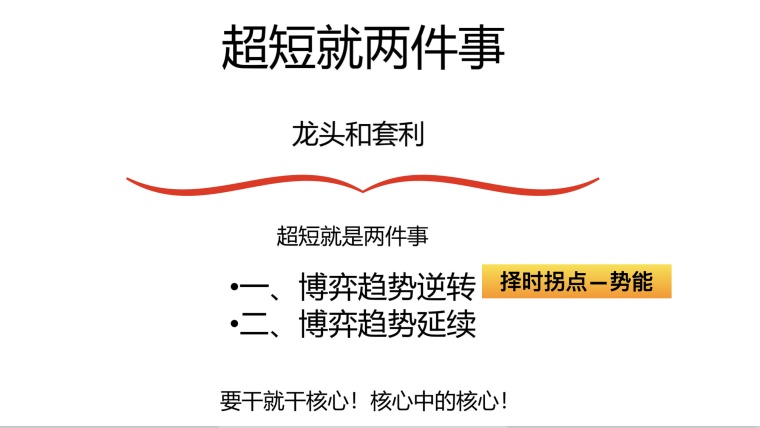 超短就两件事
龙头和套利
超短就是两件事
•一、博弈趋势逆转
择时拐点—势能
•二、博弈趋势延续
要干就干核心！核心中的核心！